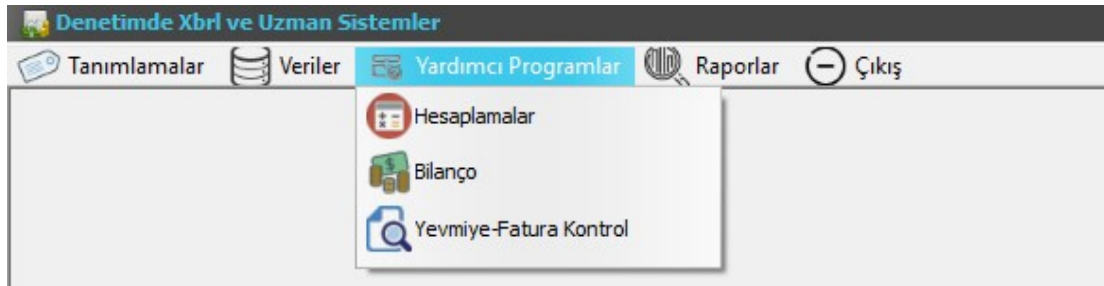 Denetimde Xbrl ve Uzman Sistemler
Tanımlamalar Veriler Yardımcı Programlar Raporlar Çıkış
Hesaplamalar
Bilanço
Yevmiye-Fatura Kontrol